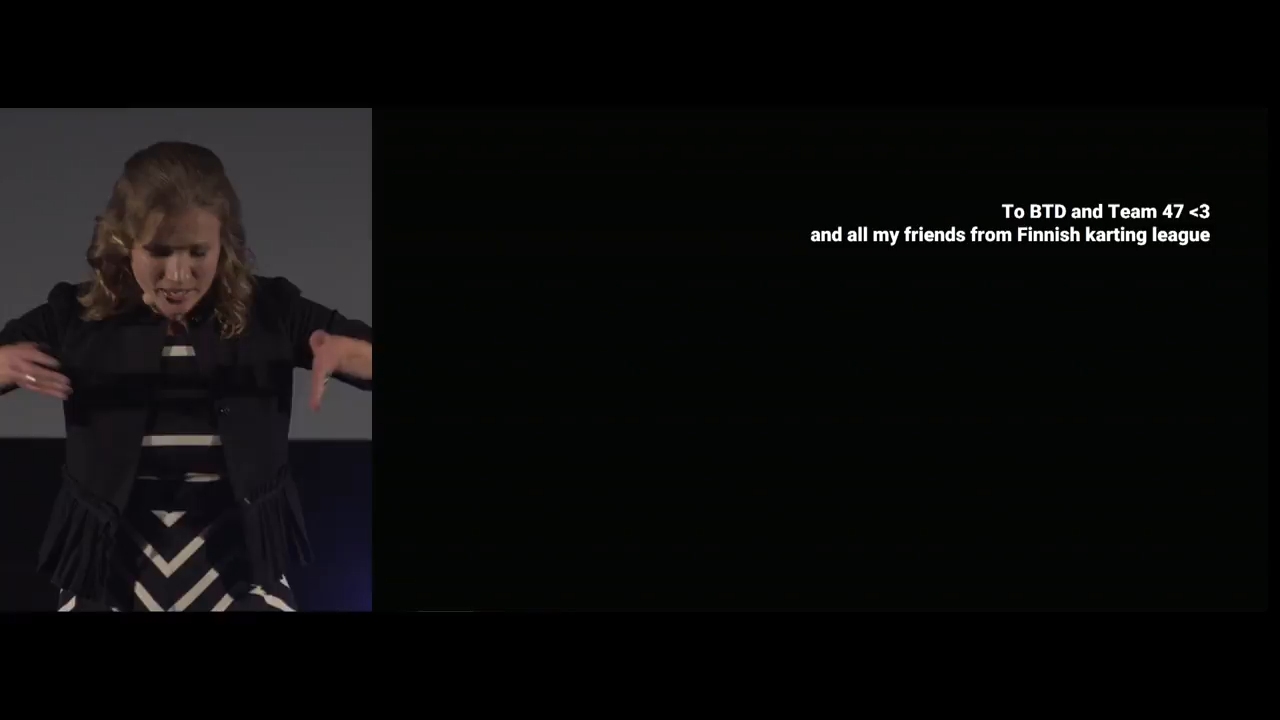 To BTD and Team 47 <3
and all my friends from Finnish karting league